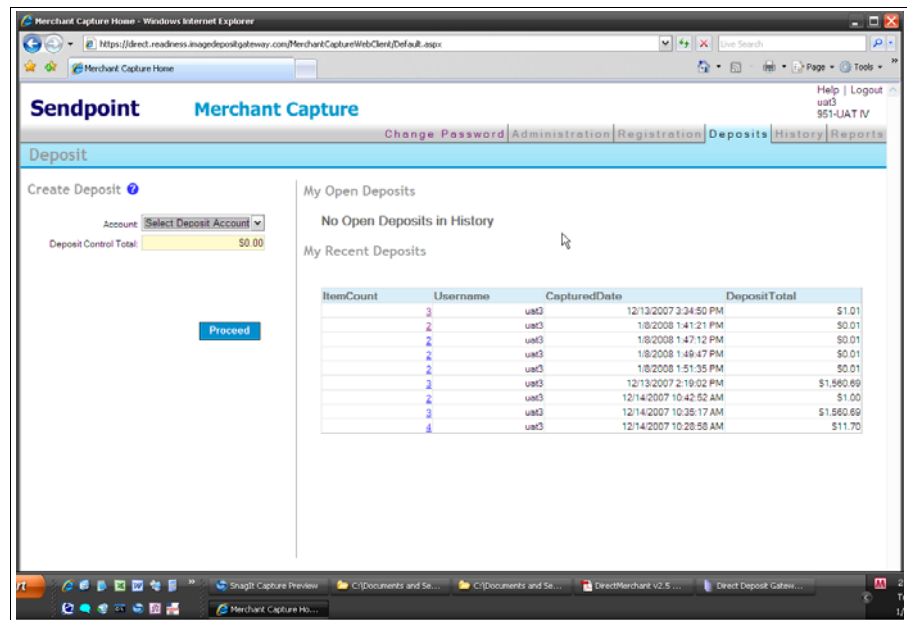 Merchant Capture Home - Windows Internet Explorer
https://direct.readiness.imagedepositgateway.com/MerchantCaptureWebClient/Default.aspx
Live Search
Merchant Capture Home
Page
Tools
Help | Logout
uat3
951-UAT IV
Sendpoint Merchant Capture
Change Password Administration Registration Deposits History Reports
Deposit
Create Deposit ?
Account: Select Deposit Account
Deposit Control Total: $0.00
Proceed
My Open Deposits
No Open Deposits in History
My Recent Deposits
ItemCount Username CapturedDate DepositTotal
3 uat3 12/13/2007 3:34:50 PM $1.01
2 uat3 1/8/2008 1:41:21 PM $0.01
2 uat3 1/8/2008 1:47:12 PM $0.01
2 uat3 1/8/2008 1:49:47 PM $0.01
2 uat3 1/8/2008 1:51:35 PM $0.01
3 uat3 12/13/2007 2:19:02 PM $1,560.69
2 uat3 12/14/2007 10:42:52 AM $1.00
3 uat3 12/14/2007 10:35:17 AM $1,560.69
4 uat3 12/14/2007 10:28:58 AM $11.70
SnagIt Capture Preview
C:\Documents and Se...
C:\Documents and Se...
DirectMerchant v2.5 ...
Direct Deposit Gatew...
Merchant Capture Ho...